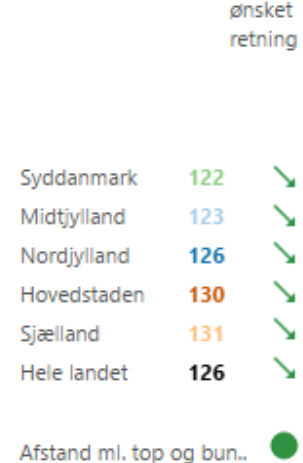 ønsket
retning
Syddanmark 122
Midtjylland 123
Nordjylland 126
Hovedstaden 130
Sjælland 131
Hele landet 126
Afstand ml. top og bun..